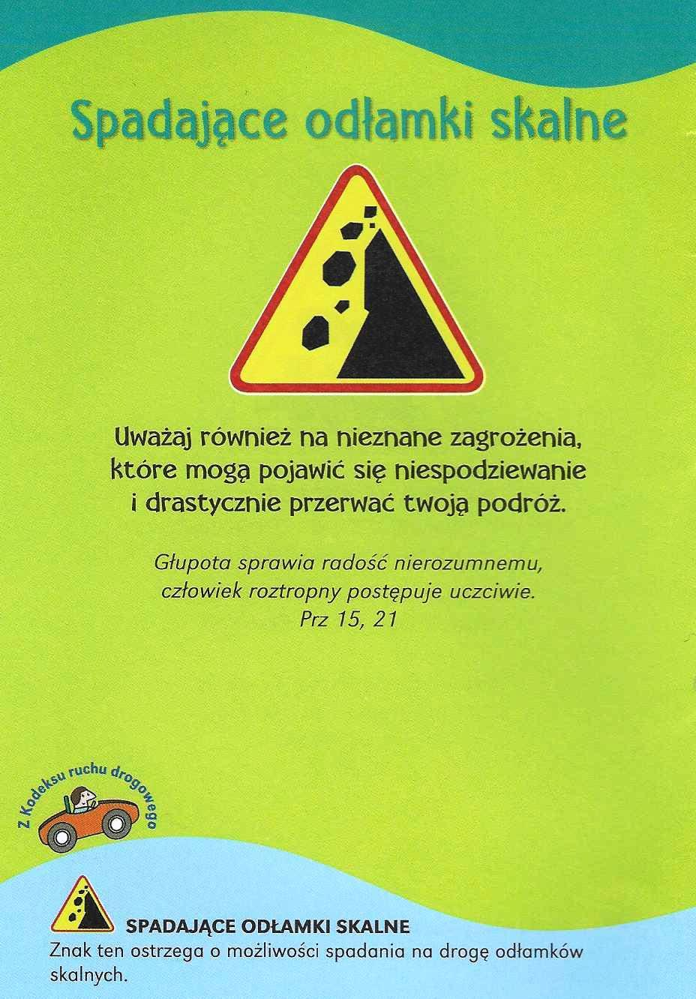 Spadające odłamki skalne
Uważaj również na nieznane zagrożenia,
które mogą pojawić się niespodziewanie
i drastycznie przerwać twoją podróż.
Głupota sprawia radość nierozumnemu,
człowiek roztropny postępuje uczciwie.
Prz 15, 21
Z Kodeksu ruchu drogowego
SPADAJĄCE ODŁAMKI SKALNE
Znak ten ostrzega o możliwości spadania na drogę odłamków
skalnych.